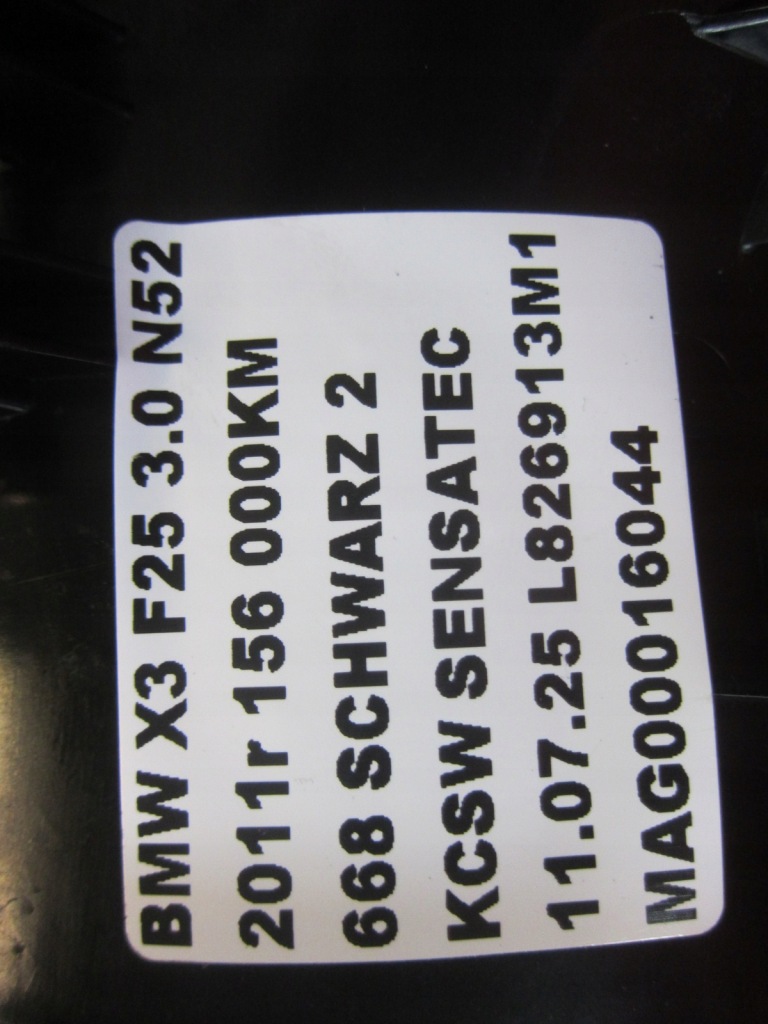 BMW X3 F25 3.0 N52
2011r 156 000KM
668 SCHWARZ 2
KCSW SENSATEC
11.07.25 L826913M1
MAG00016044